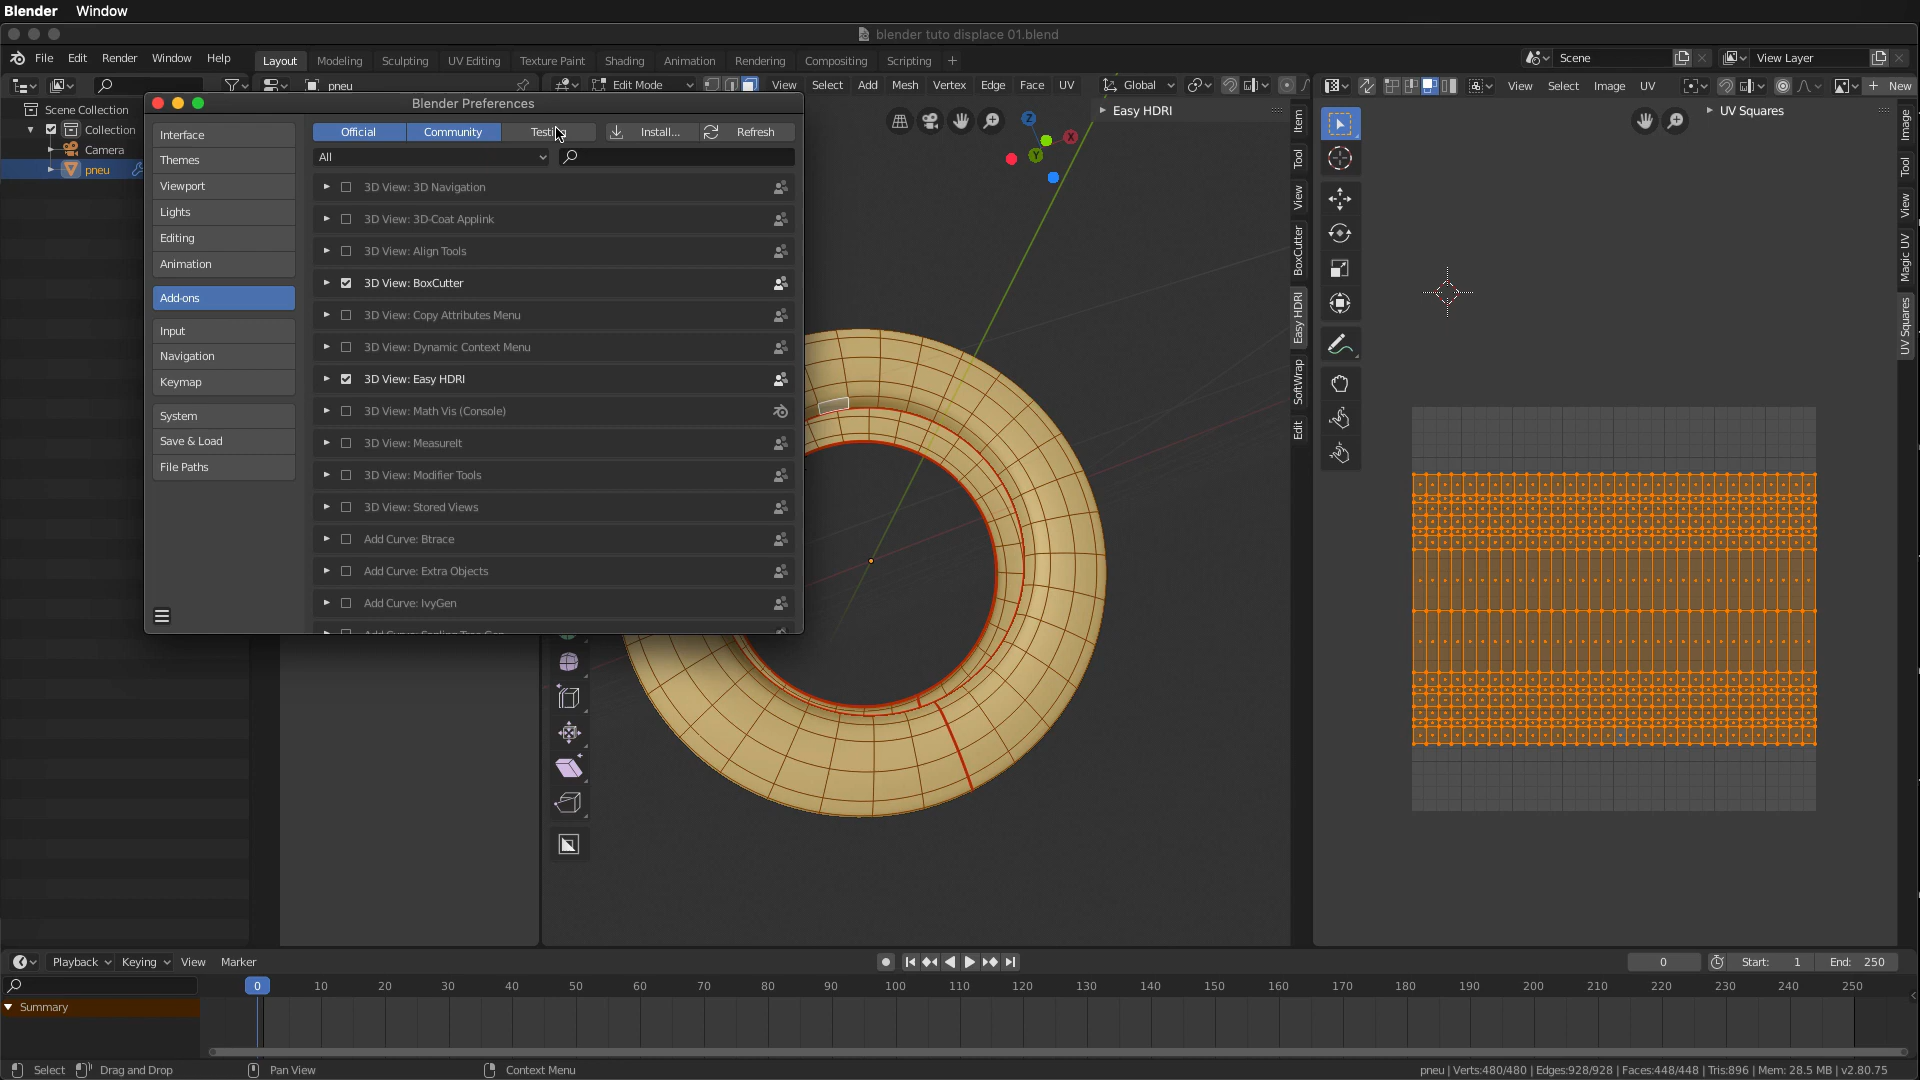 Blender Window
blender tuto displace 01.blend
File Edit Render Window Help
Layout Modeling Sculpting UV Editing Texture Paint Shading Animation Rendering Compositing Scripting +
Scene
View Layer
pneu
Edit Mode View Select Add Mesh Vertex Edge Face UV
Global
View Select Image UV
+ New
Scene Collection
Collection
Camera
pneu
Blender Preferences
Interface
Themes
Viewport
Lights
Editing
Animation
Add-ons
Input
Navigation
Keymap
System
Save & Load
File Paths
Official Community Testing Install... Refresh
All
3D View: 3D Navigation
3D View: 3D-Coat Applink
3D View: Align Tools
3D View: BoxCutter
3D View: Copy Attributes Menu
3D View: Dynamic Context Menu
3D View: Easy HDRI
3D View: Math Vis (Console)
3D View: MeasureIt
3D View: Modifier Tools
3D View: Stored Views
Add Curve: Btrace
Add Curve: Extra Objects
Add Curve: IvyGen
Z
X
Y
Easy HDRI
Item
Tool
View
BoxCutter
Easy HDRI
SoftWrap
Edit
UV Squares
Image
Tool
View
Magic UV
UV Squares
Playback Keying View Marker
0
Start: 1
End: 250
0 10 20 30 40 50 60 70 80 90 100 110 120 130 140 150 160 170 180 190 200 210 220 230 240 250
Summary
Select Drag and Drop Pan View Context Menu
pneu | Verts:480/480 | Edges:928/928 | Faces:448/448 | Tris:896 | Mem: 28.5 MB | v2.80.75